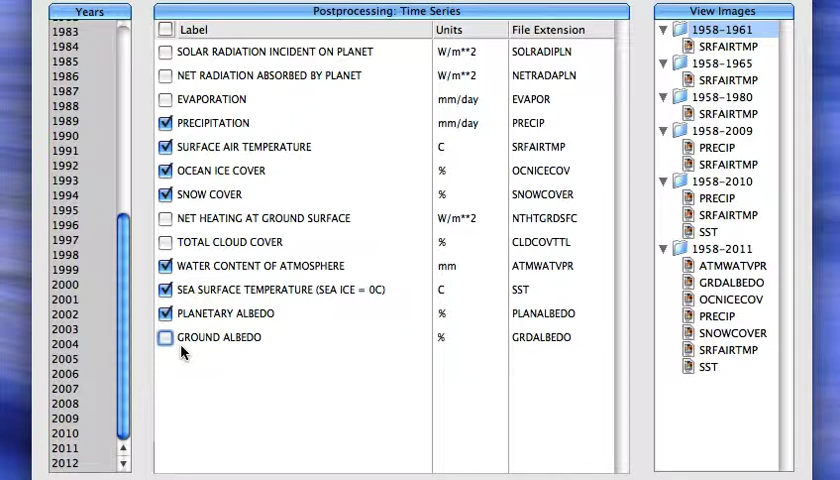 Years
1983
1984
1985
1986
1987
1988
1989
1990
1991
1992
1993
1994
1995
1996
1997
1998
1999
2000
2001
2002
2003
2004
2005
2006
2007
2008
2009
2010
2011
2012
Postprocessing: Time Series
Label Units File Extension
SOLAR RADIATION INCIDENT ON PLANET W/m**2 SOLRADIPLN
NET RADIATION ABSORBED BY PLANET W/m**2 NETRADAPLN
EVAPORATION mm/day EVAPOR
PRECIPITATION mm/day PRECIP
SURFACE AIR TEMPERATURE C SRFAIRTMP
OCEAN ICE COVER % OCNICECOV
SNOW COVER % SNOWCOVER
NET HEATING AT GROUND SURFACE W/m**2 NTHTGRDSFC
TOTAL CLOUD COVER % CLDCOVTTL
WATER CONTENT OF ATMOSPHERE mm ATMWATVPR
SEA SURFACE TEMPERATURE (SEA ICE = 0C) C SST
PLANETARY ALBEDO % PLANALBEDO
GROUND ALBEDO % GRDALBEDO
View Images
1958-1961
SRFAIRTMP
1958-1965
SRFAIRTMP
1958-1980
SRFAIRTMP
1958-2009
PRECIP
SRFAIRTMP
1958-2010
PRECIP
SRFAIRTMP
SST
1958-2011
ATMWATVPR
GRDALBEDO
OCNICECOV
PRECIP
SNOWCOVER
SRFAIRTMP
SST